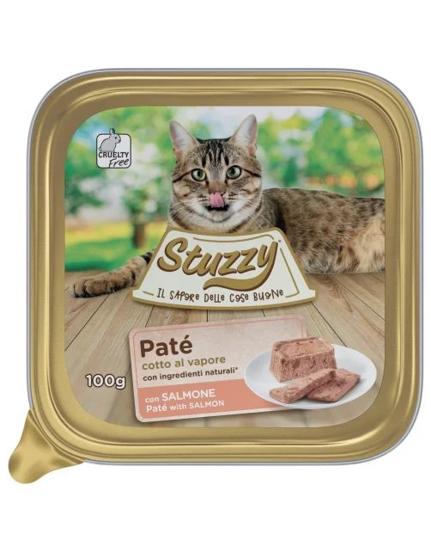 CRUELTY
Free
Stuzzy
IL SAPORE DELLE COSE BUONE
Paté
cotto al vapore
con ingredienti naturali*
100g
con SALMONE
Paté with SALMON